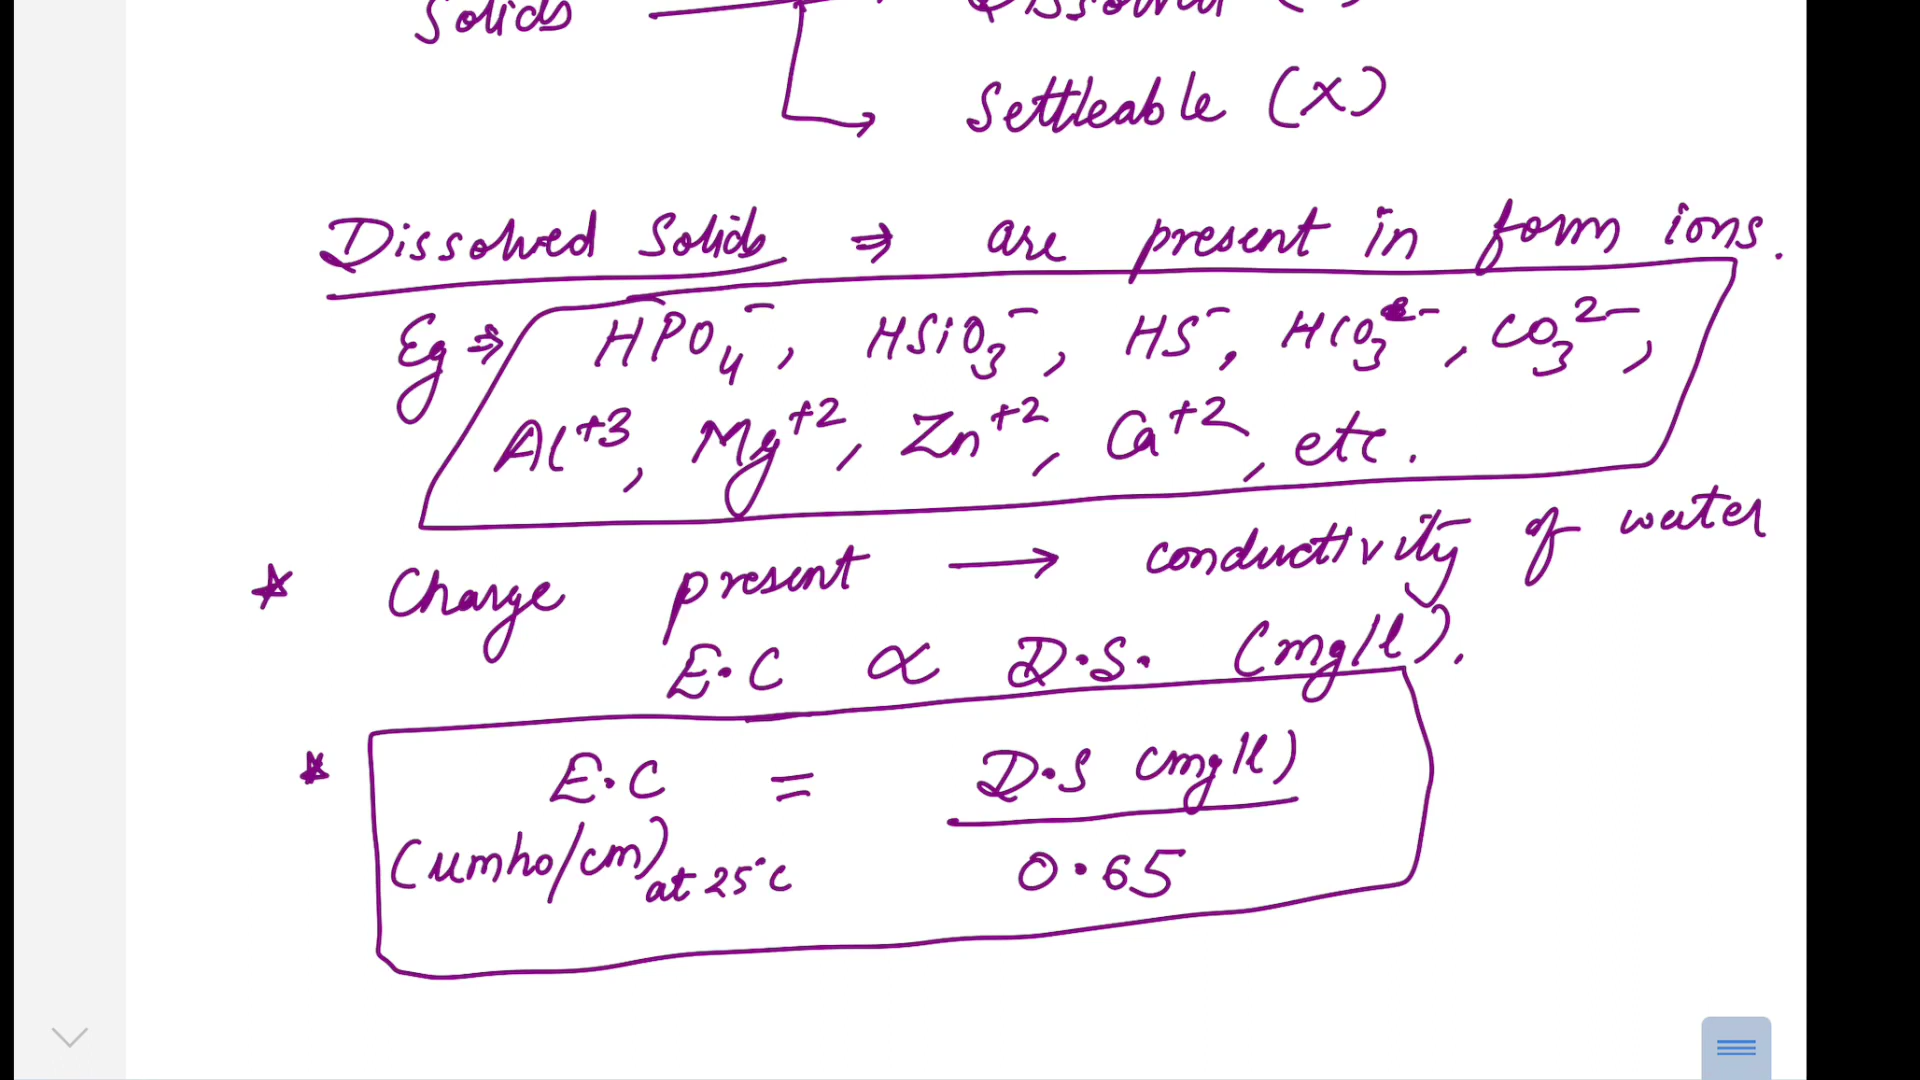 Solids → Dissolved
Settleable (X)
Dissolved Solids ⇒ are present in form ions.
Eg ⇒ HPO₄⁻, HSiO₃⁻, HS⁻, HCO₃⁻, CO₃²⁻,
Al⁺³, Mg⁺², Zn⁺², Ca⁺², etc.
* Charge present → conductivity of water
E.C ∝ D.S. (mg/l).
* E.C = D.S (mg/l)
(umho/cm) at 25°C 0.65